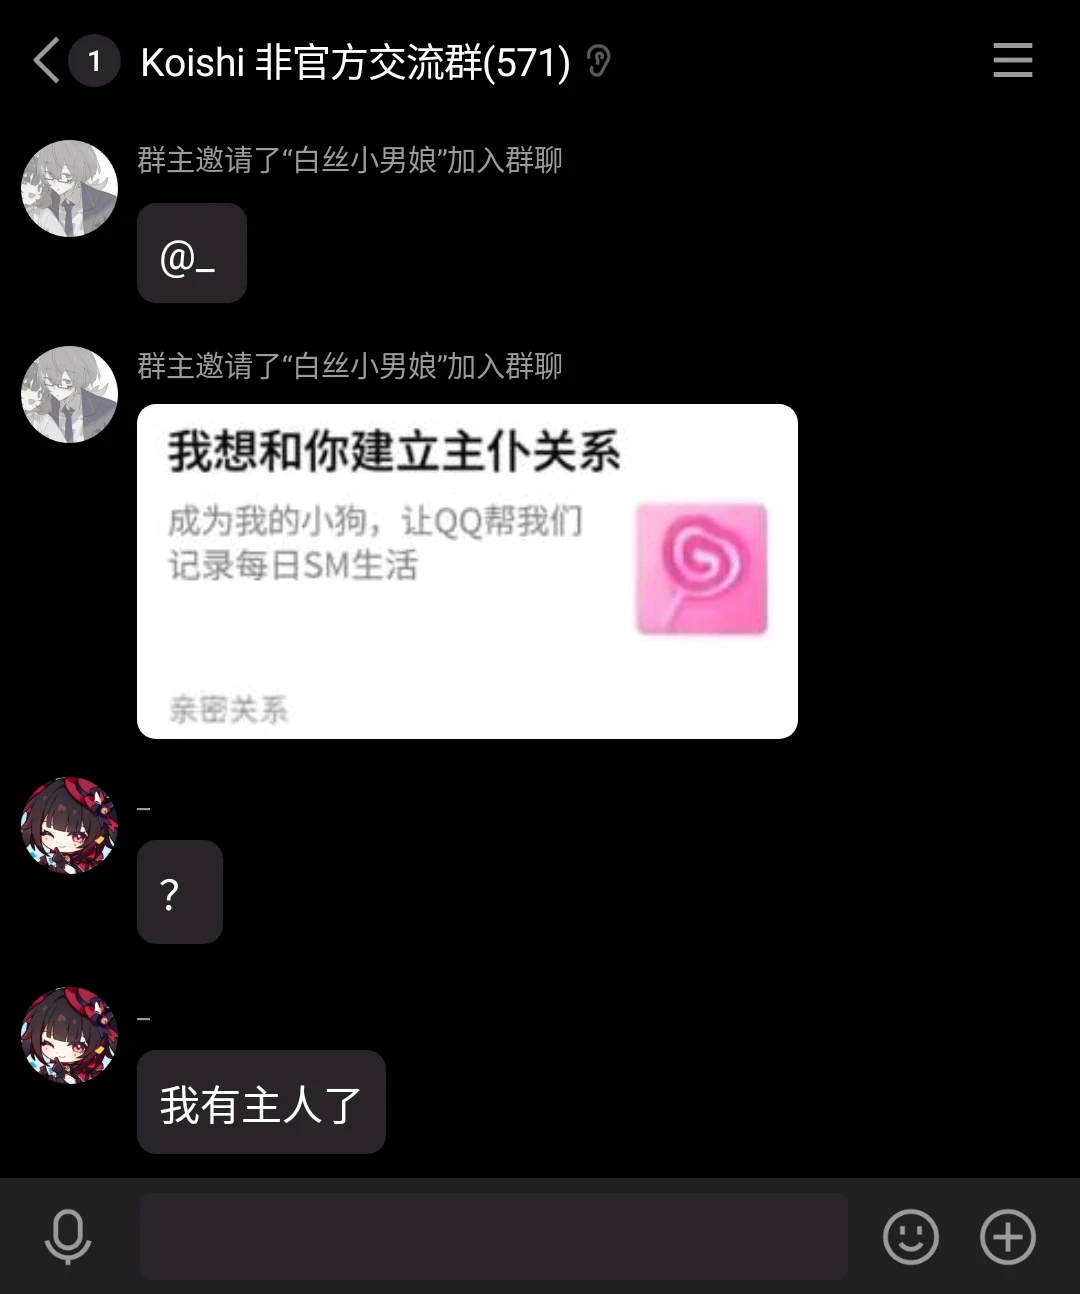 1
Koishi 非官方交流群(571)
群主邀请了“白丝小男娘”加入群聊
@_
群主邀请了“白丝小男娘”加入群聊
我想和你建立主仆关系
成为我的小狗，让QQ帮我们
记录每日SM生活
亲密关系
_
？
_
我有主人了